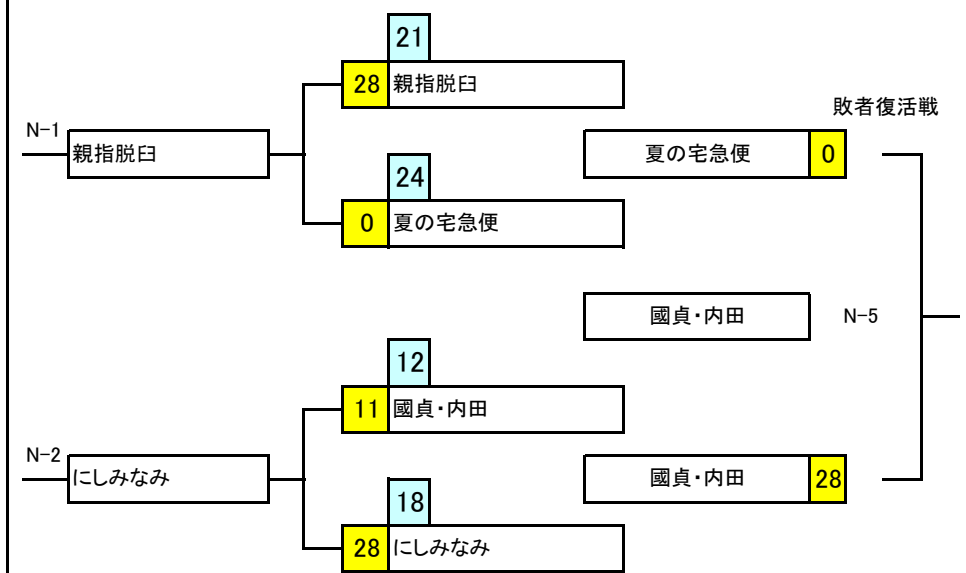 21
28 親指脱臼
敗者復活戦
N-1
親指脱臼
夏の宅急便 0
24
0 夏の宅急便
國貞・内田 N-5
12
11 國貞・内田
N-2
にしみなみ
國貞・内田 28
18
28 にしみなみ